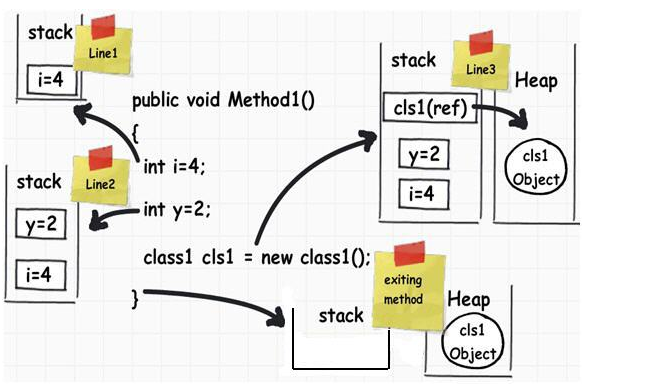 stack
Line1
i=4
public void Method1()
{
int i=4;
int y=2;
class1 cls1 = new class1();
}
stack
Line2
y=2
i=4
stack
Line3
Heap
cls1(ref)
y=2
i=4
cls1
Object
exiting
method
stack
Heap
cls1
Object